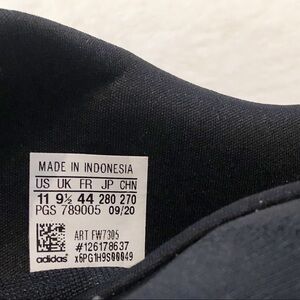 MADE IN INDONESIA
US UK FR JP CHN
11 9½ 44 280 270
PGS 789005 09/20
ART FW7305
#126178637
adidas x6PG1H9S00049